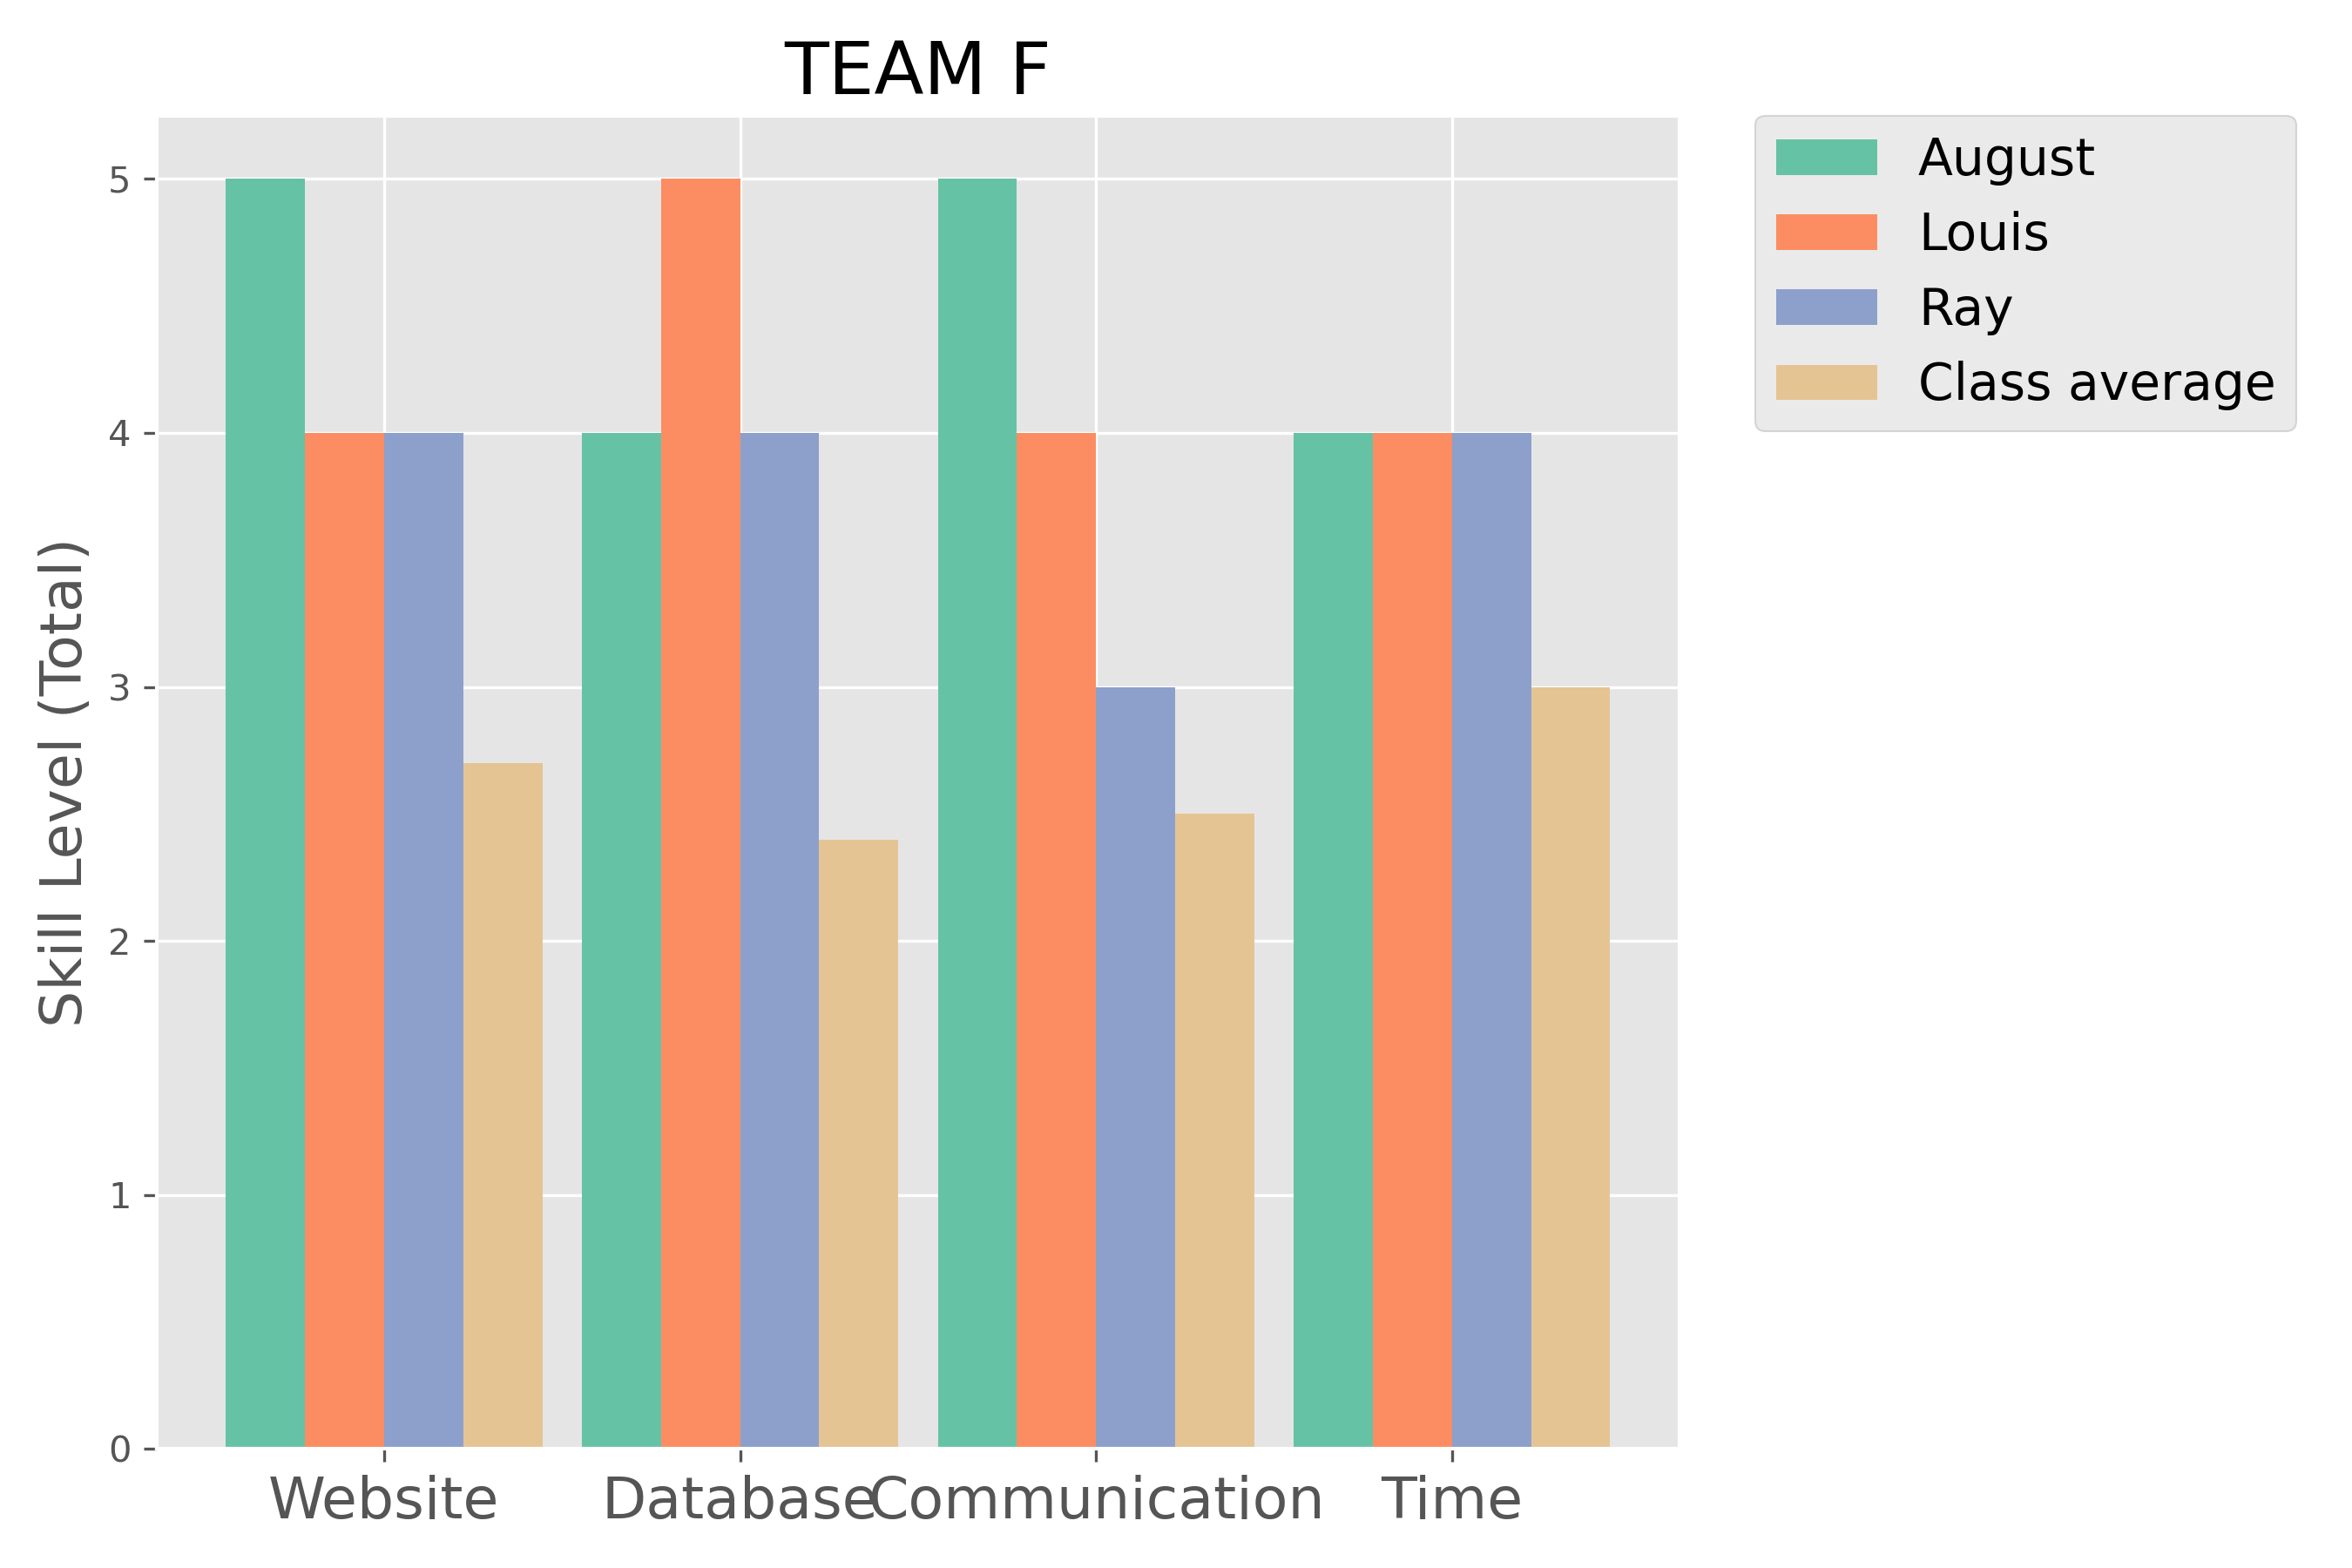 TEAM F
Skill Level (Total)
5
4
3
2
1
0
Website
Database
Communication
Time
August
Louis
Ray
Class average